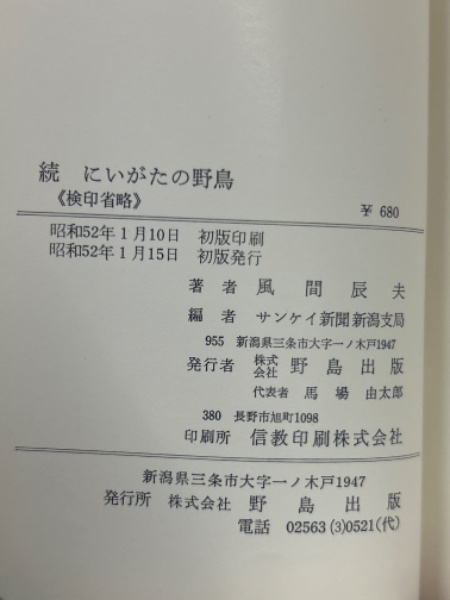 続　にいがたの野鳥
《検印省略》
¥ 680
昭和52年1月10日　初版印刷
昭和52年1月15日　初版発行
著者　風間辰夫
編者　サンケイ新聞新潟支局
955　新潟県三条市大字一ノ木戸1947
発行者　株式会社　野島出版
代表者　馬場由太郎
380　長野市旭町1098
印刷所　信教印刷株式会社
新潟県三条市大字一ノ木戸1947
発行所　株式会社　野島出版
電話　02563(3)0521(代)